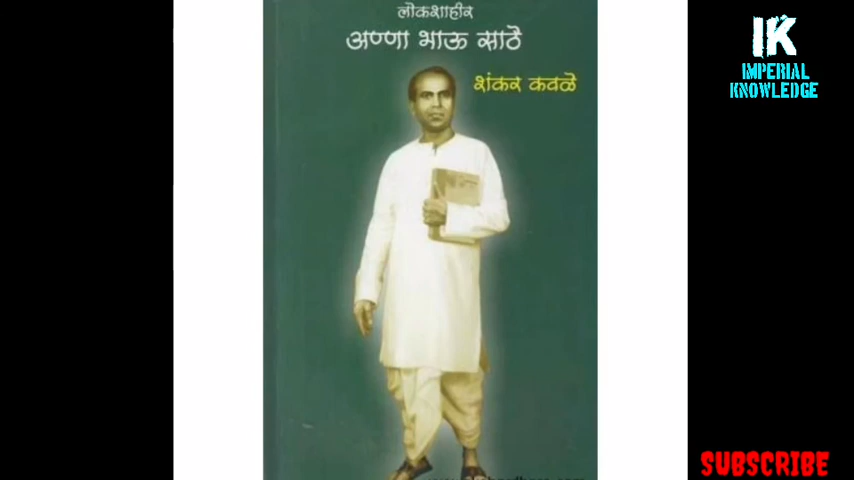 लोकशाहीर
अण्णा भाऊ साठे
शंकर कवळे
IK
IMPERIAL
KNOWLEDGE
SUBSCRIBE